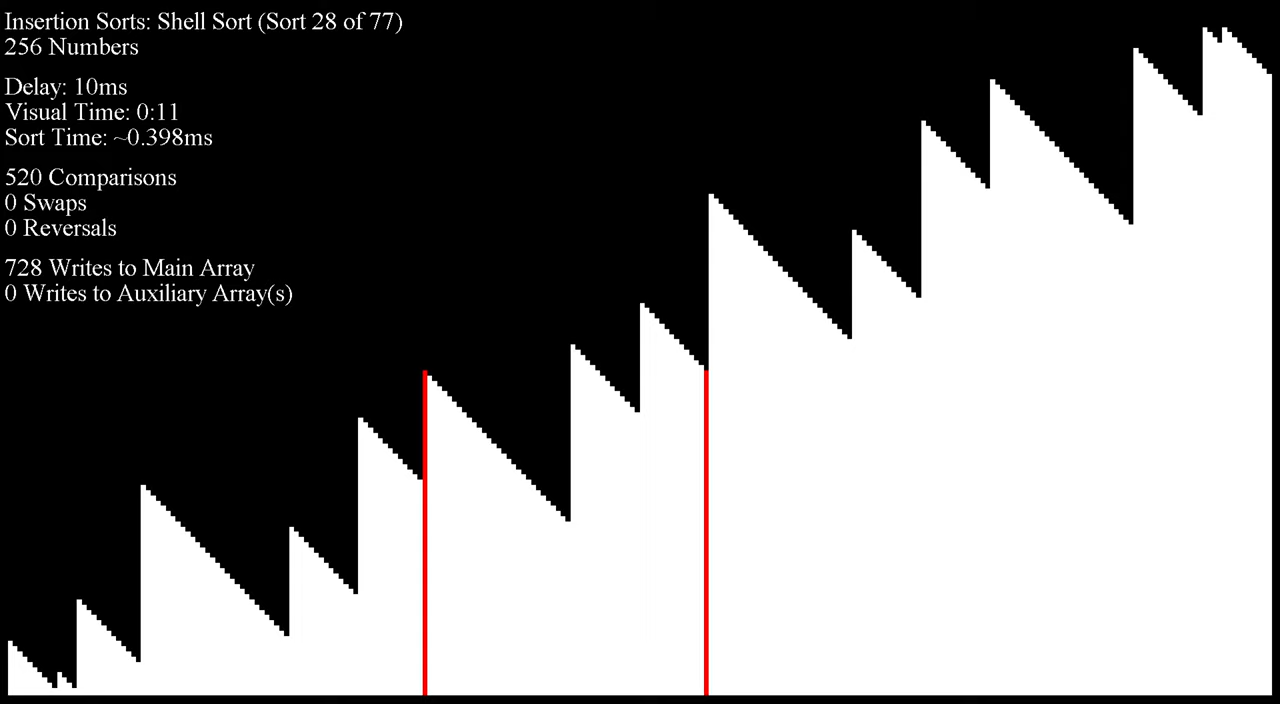 Insertion Sorts: Shell Sort (Sort 28 of 77)
256 Numbers
Delay: 10ms
Visual Time: 0:11
Sort Time: ~0.398ms
520 Comparisons
0 Swaps
0 Reversals
728 Writes to Main Array
0 Writes to Auxiliary Array(s)